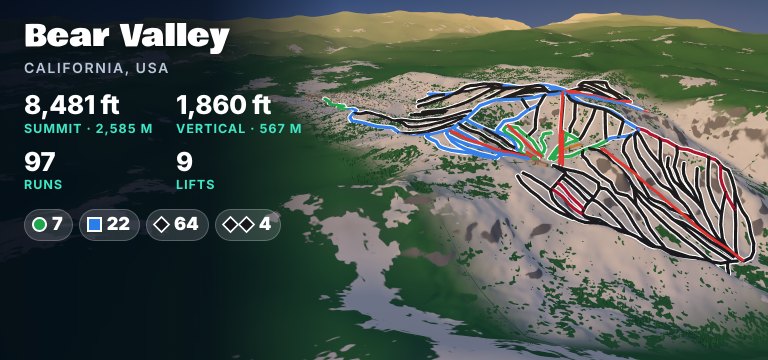 Bear Valley
CALIFORNIA, USA
8,481 ft 1,860 ft
SUMMIT · 2,585 M VERTICAL · 567 M
97 9
RUNS LIFTS
7 22 64 4